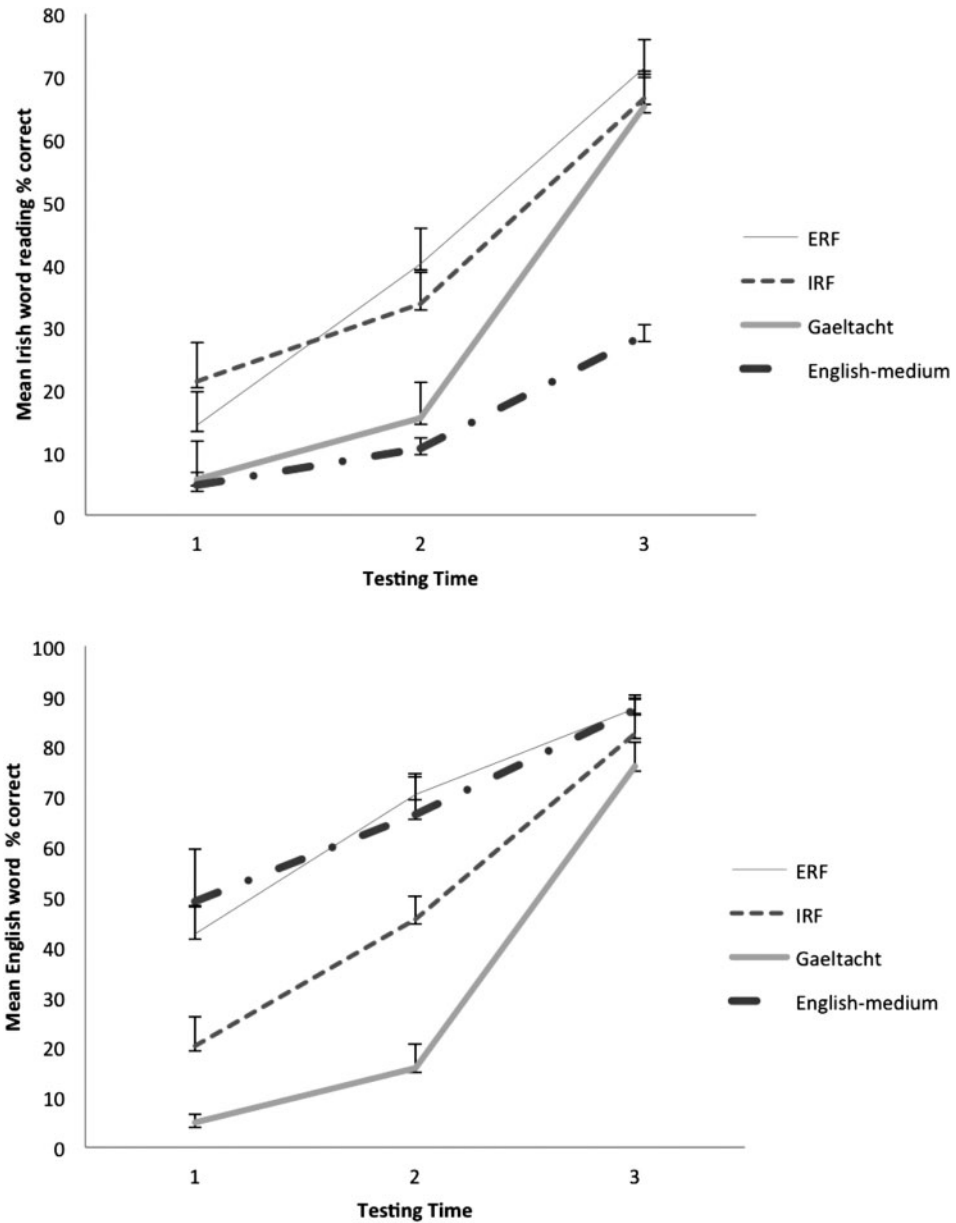 80
70
60
50
40
30
20
10
0
Mean Irish word reading % correct
1 2 3
Testing Time
ERF
IRF
Gaeltacht
English-medium
100
90
80
70
60
50
40
30
20
10
0
Mean English word % correct
1 2 3
Testing Time
ERF
IRF
Gaeltacht
English-medium